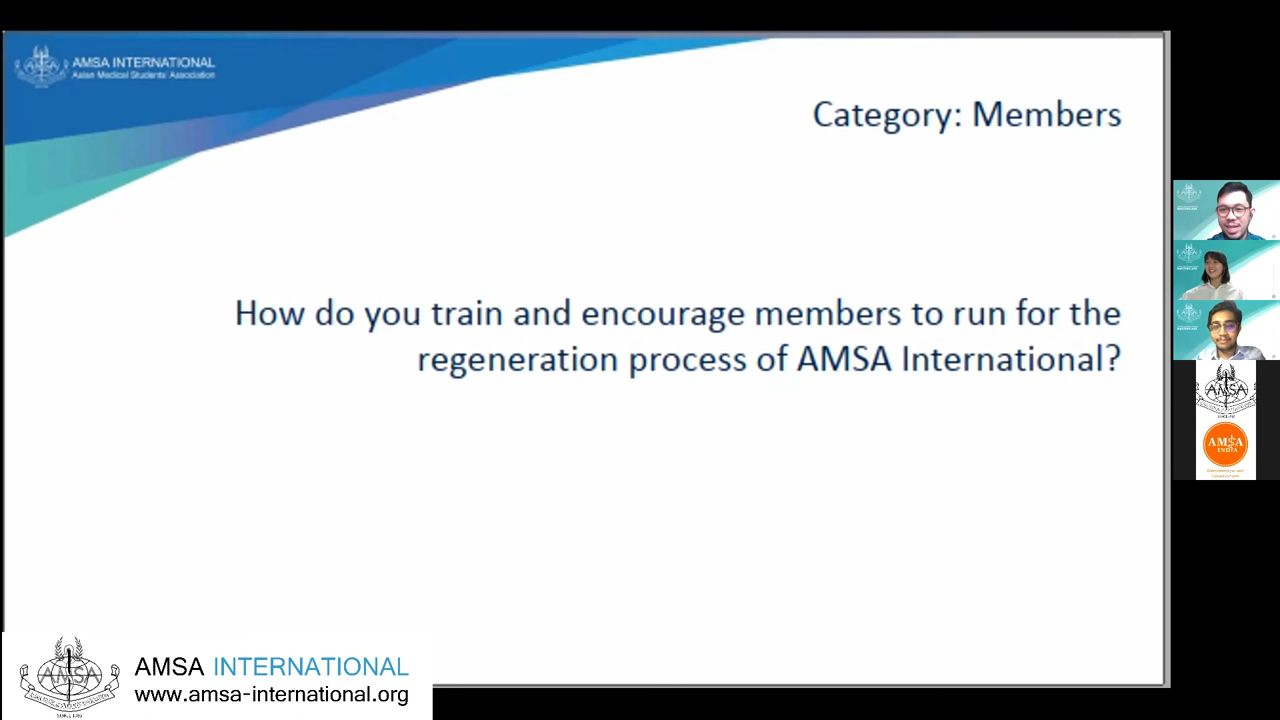 AMSA INTERNATIONAL
Asian Medical Students' Association
Category: Members
How do you train and encourage members to run for the
regeneration process of AMSA International?
AMSA
AMSA
INDIA
AMSA
AMSA INTERNATIONAL
www.amsa-international.org